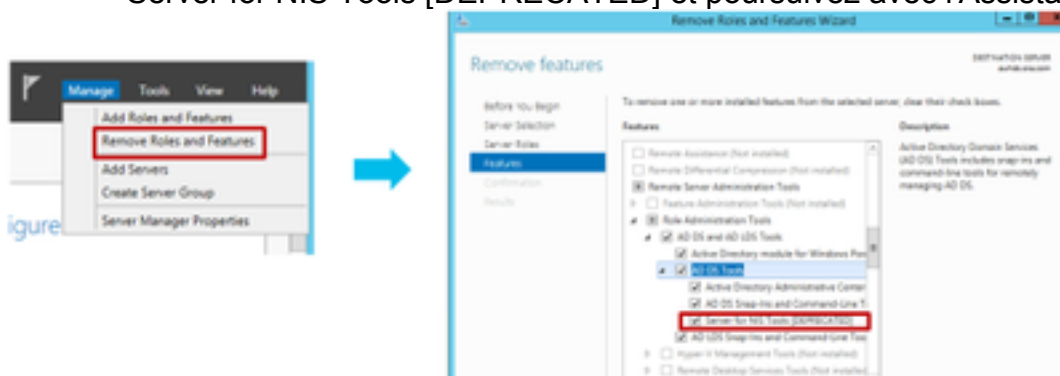 Server for NIS Tools [DEPRECATED] et poursuivez avec l'Assista
Remove Roles and Features Wizard
Manage Tools View Help
Add Roles and Features
Remove Roles and Features
Add Servers
Create Server Group
Server Manager Properties
igure
Remove features
DESTINATION SERVER
Before You Begin
Server Selection
Server Roles
Features
Confirmation
Results
To remove one or more installed features from the selected server, clear their check boxes.
Features
Remote Assistance (Not installed)
Remote Differential Compression (Not installed)
Remote Server Administration Tools
Feature Administration Tools (Not installed)
Role Administration Tools
AD DS and AD LDS Tools
Active Directory module for Windows Pow
AD DS Tools
Active Directory Administrative Center
AD DS Snap-Ins and Command-Line T
Server for NIS Tools [DEPRECATED]
AD LDS Snap-Ins and Command-Line Too
Hyper-V Management Tools (Not installed)
Remote Desktop Services Tools (Not installed
Description
Active Directory Domain Services
(AD DS) Tools includes snap-ins and
command-line tools for remotely
managing AD DS.